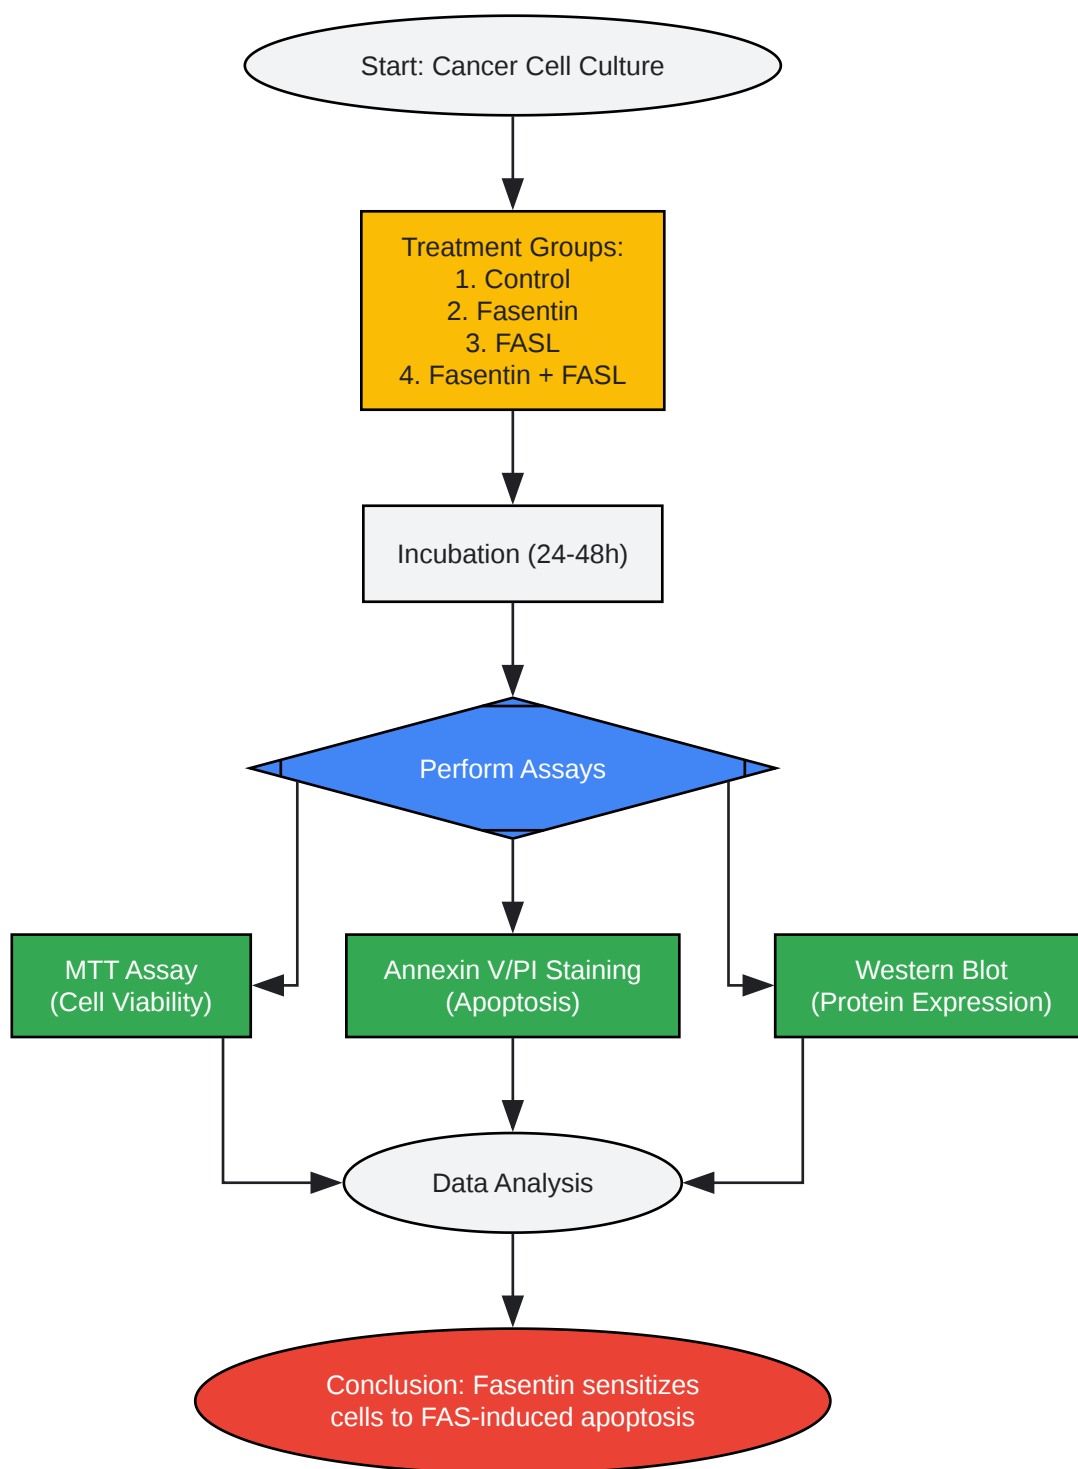 Start: Cancer Cell Culture
Treatment Groups:
1. Control
2. Fasentin
3. FASL
4. Fasentin + FASL
Incubation (24-48h)
Perform Assays
MTT Assay
(Cell Viability)
Annexin V/PI Staining
(Apoptosis)
Western Blot
(Protein Expression)
Data Analysis
Conclusion: Fasentin sensitizes
cells to FAS-induced apoptosis